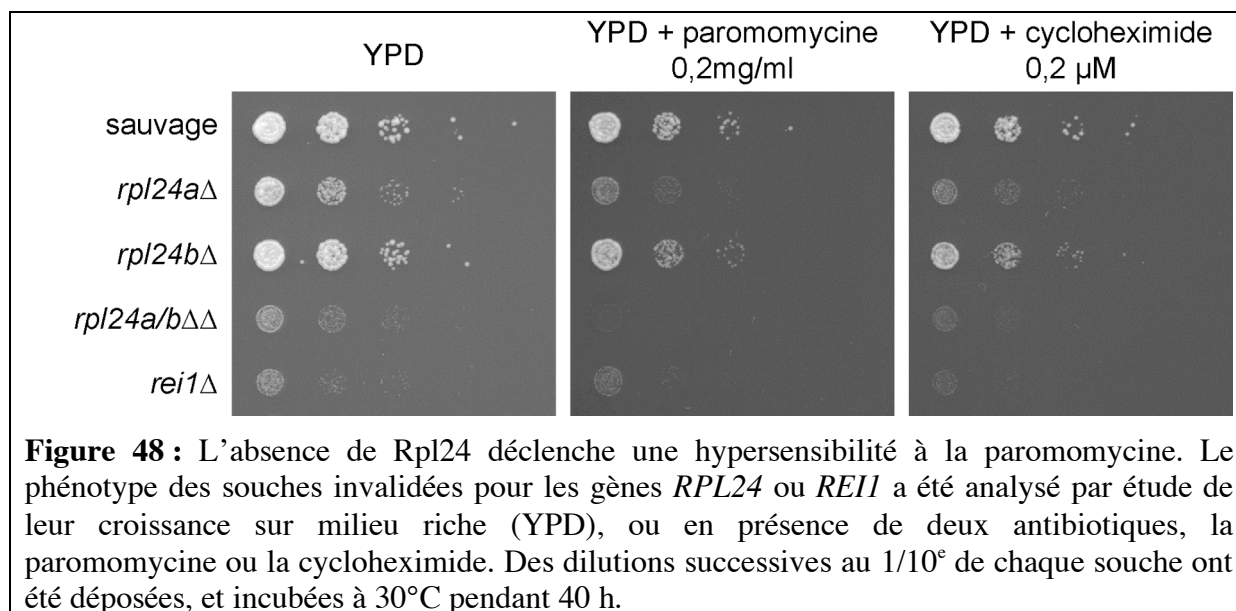 YPD
YPD + paromomycine
0,2mg/ml
YPD + cycloheximide
0,2 µM
sauvage
rpl24aΔ
rpl24bΔ
rpl24a/bΔΔ
rei1Δ
Figure 48 : L’absence de Rpl24 déclenche une hypersensibilité à la paromomycine. Le
phénotype des souches invalidées pour les gènes RPL24 ou REI1 a été analysé par étude de
leur croissance sur milieu riche (YPD), ou en présence de deux antibiotiques, la
paromomycine ou la cycloheximide. Des dilutions successives au 1/10e de chaque souche ont
été déposées, et incubées à 30°C pendant 40 h.